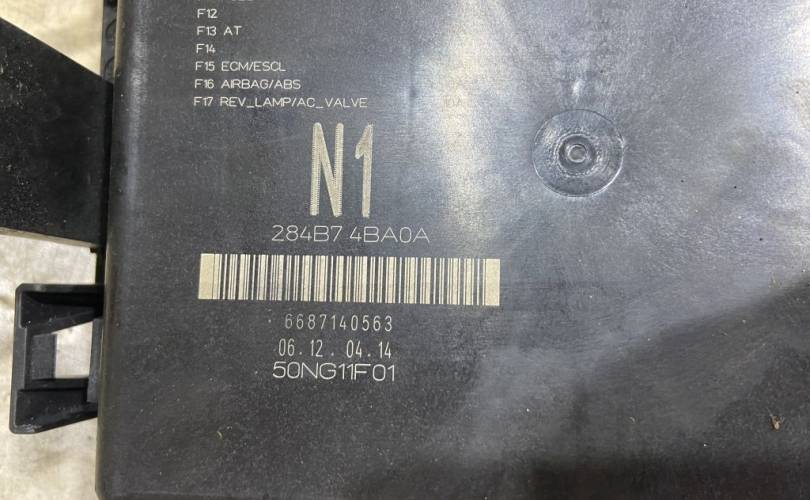 F12
F13 AT
F14
F15 ECM/ESCL
F16 AIRBAG/ABS
F17 REV_LAMP/AC_VALVE
N1
284B7 4BA0A
6687140563
06.12.04.14
50NG11F01